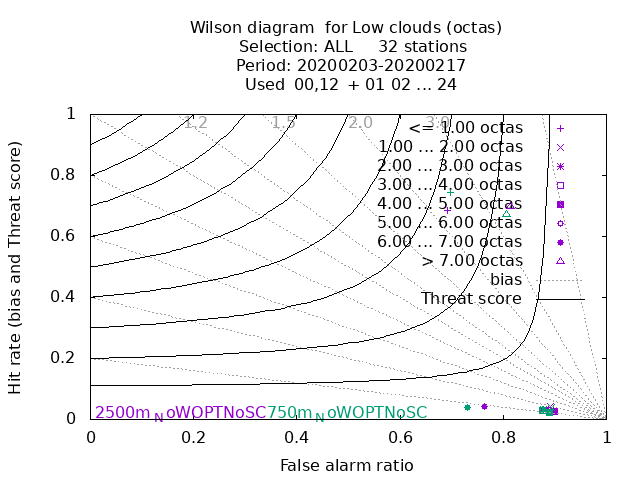 Wilson diagram  for Low clouds (octas)
Selection: ALL     32 stations
Period: 20200203-20200217
Used  00,12  + 01 02 ... 24
Hit rate (bias and Threat score)
1
0.8
0.6
0.4
0.2
0
1.2
1.5
2.0
3.0
<= 1.00 octas
1.00 ... 2.00 octas
2.00 ... 3.00 octas
3.00 ... 4.00 octas
4.00 ... 5.00 octas
5.00 ... 6.00 octas
6.00 ... 7.00 octas
> 7.00 octas
bias
Threat score
2500m_NoWOPTNoSC 750m_NoWOPTNoSC
0 0.2 0.4 0.6 0.8 1
False alarm ratio